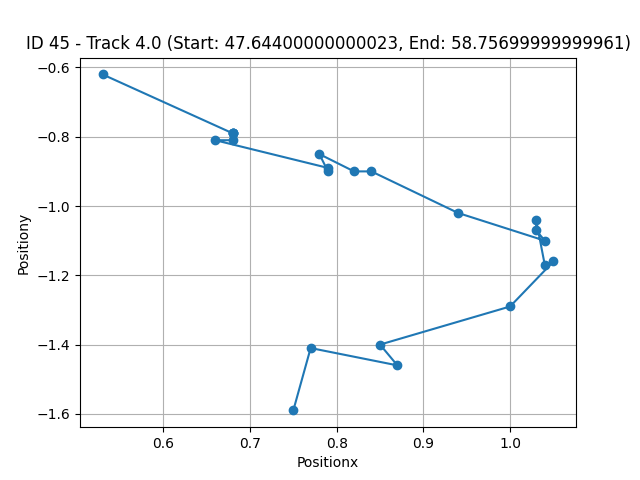 ID 45 - Track 4.0 (Start: 47.64400000000023, End: 58.75699999999961)
−0.6
−0.8
−1.0
−1.2
−1.4
−1.6
Positiony
0.6 0.7 0.8 0.9 1.0
Positionx